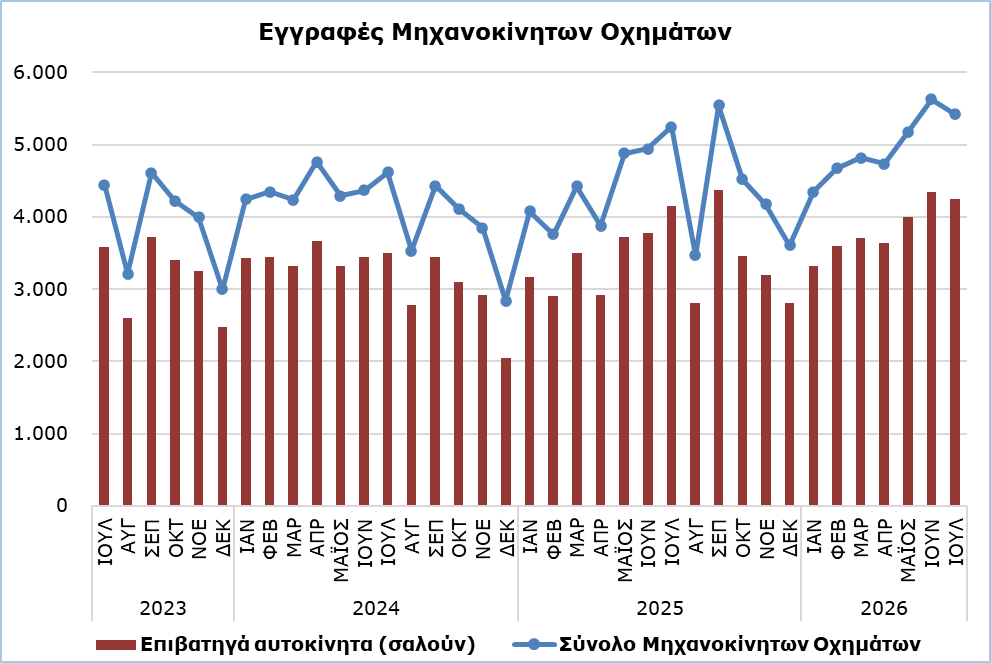 Εγγραφές Μηχανοκίνητων Οχημάτων
6.000
5.000
4.000
3.000
2.000
1.000
0
ΙΟΥΛ ΑΥΓ ΣΕΠ ΟΚΤ ΝΟΕ ΔΕΚ ΙΑΝ ΦΕΒ ΜΑΡ ΑΠΡ ΜΑΪΟΣ ΙΟΥΝ ΙΟΥΛ ΑΥΓ ΣΕΠ ΟΚΤ ΝΟΕ ΔΕΚ ΙΑΝ ΦΕΒ ΜΑΡ ΑΠΡ ΜΑΪΟΣ ΙΟΥΝ ΙΟΥΛ ΑΥΓ ΣΕΠ ΟΚΤ ΝΟΕ ΔΕΚ ΙΑΝ ΦΕΒ ΜΑΡ ΑΠΡ ΜΑΪΟΣ ΙΟΥΝ ΙΟΥΛ
2023 2024 2025 2026
Επιβατηγά αυτοκίνητα (σαλούν) Σύνολο Μηχανοκίνητων Οχημάτων